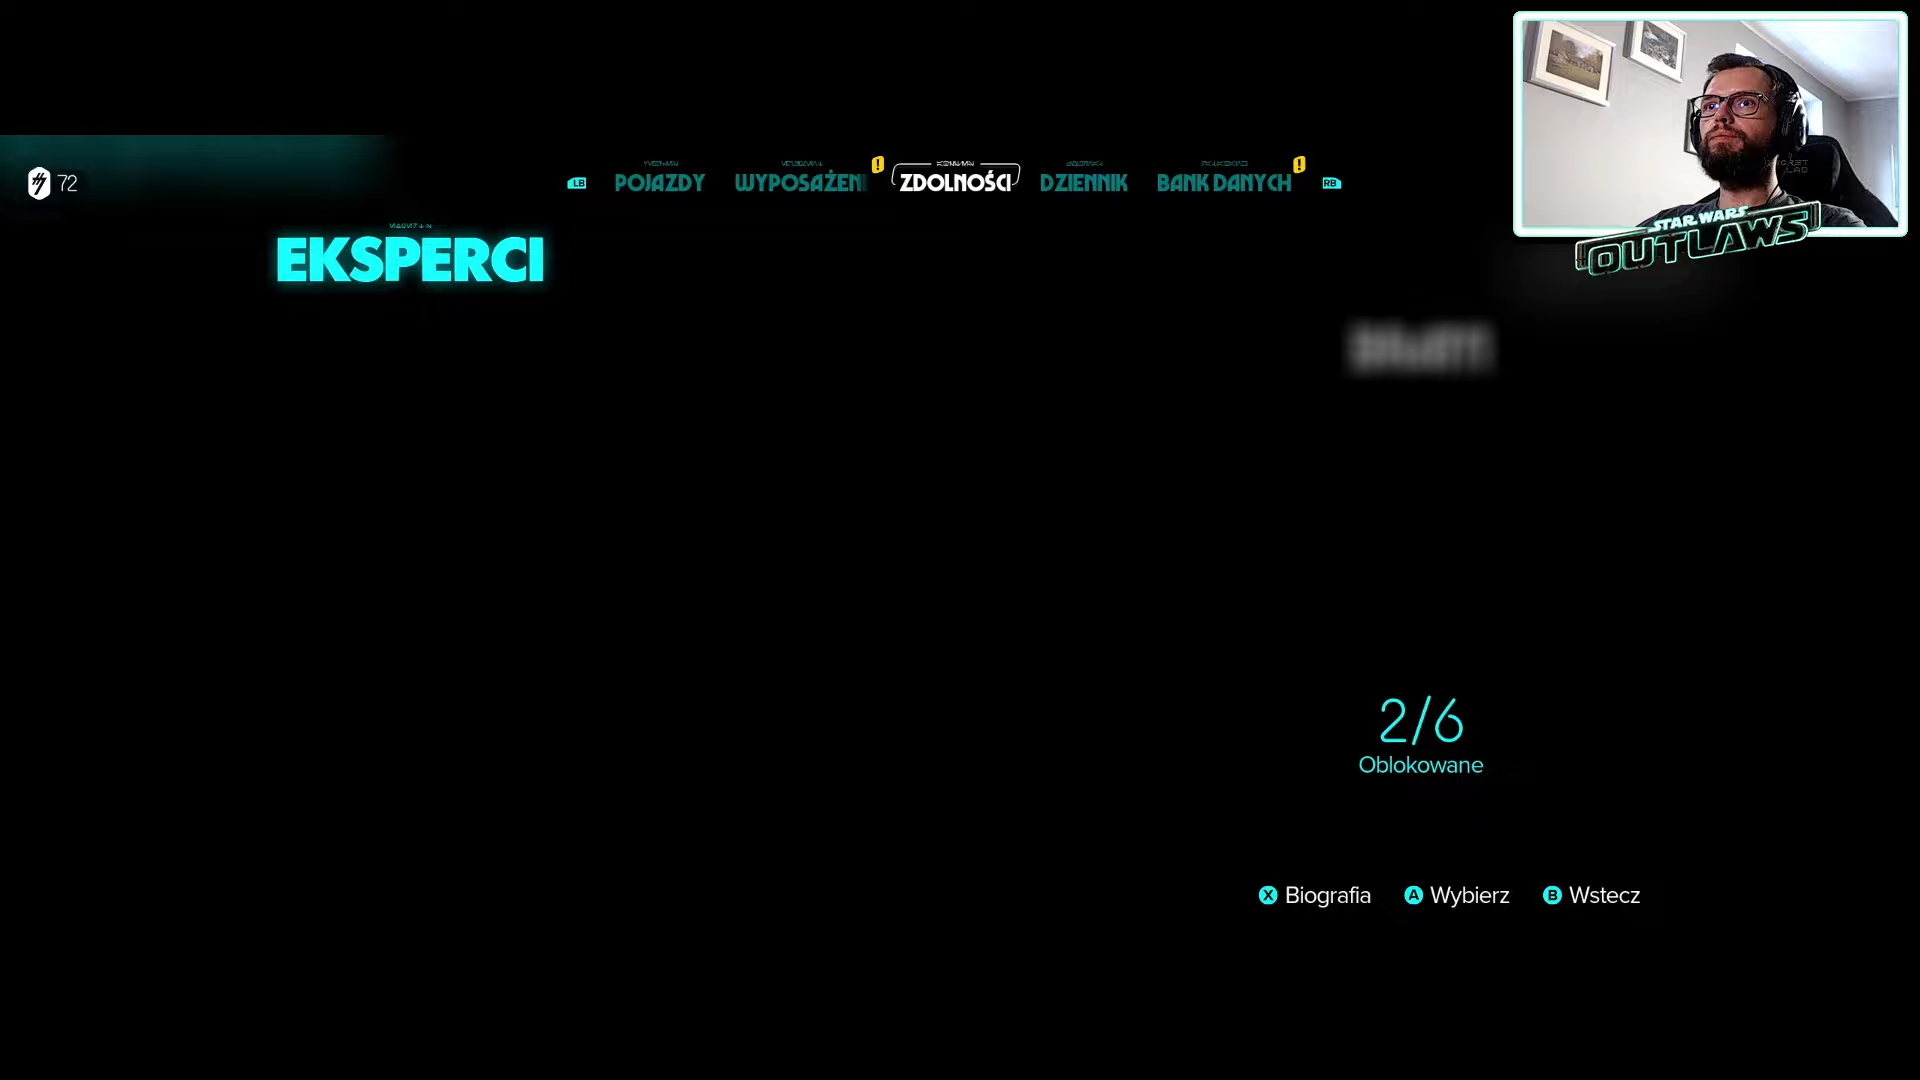 72
LB
POJAZDY
WYPOSAŻENI
ZDOLNOŚCI
DZIENNIK
BANK DANYCH
RB
STAR WARS
OUTLAWS
EKSPERCI
2/6
Oblokowane
X Biografia
A Wybierz
B Wstecz